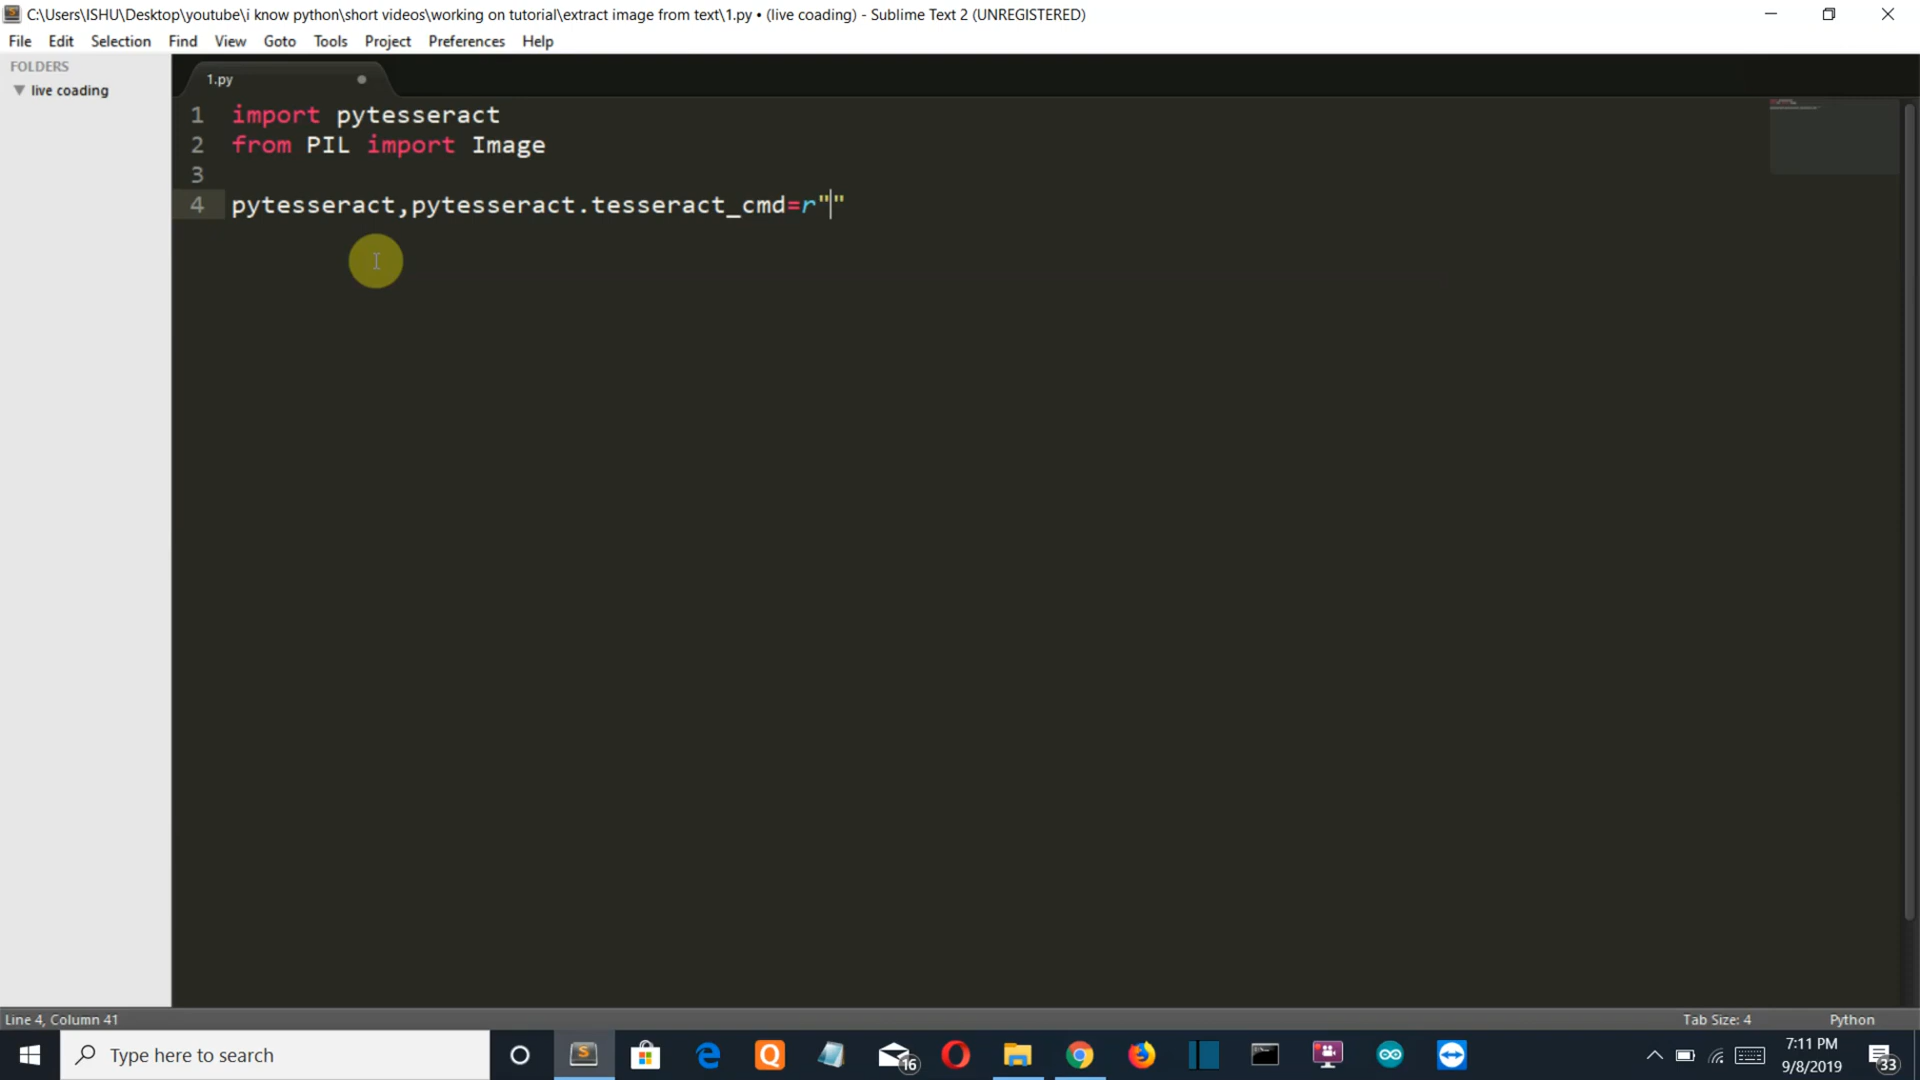 C:\Users\ISHU\Desktop\youtube\i know python\short videos\working on tutorial\extract image from text\1.py • (live coading) - Sublime Text 2 (UNREGISTERED)
File Edit Selection Find View Goto Tools Project Preferences Help
FOLDERS
live coading
1.py
1 import pytesseract
2 from PIL import Image
3
4 pytesseract,pytesseract.tesseract_cmd=r""
Line 4, Column 41
Tab Size: 4
Python
Type here to search
16
7:11 PM
9/8/2019
33